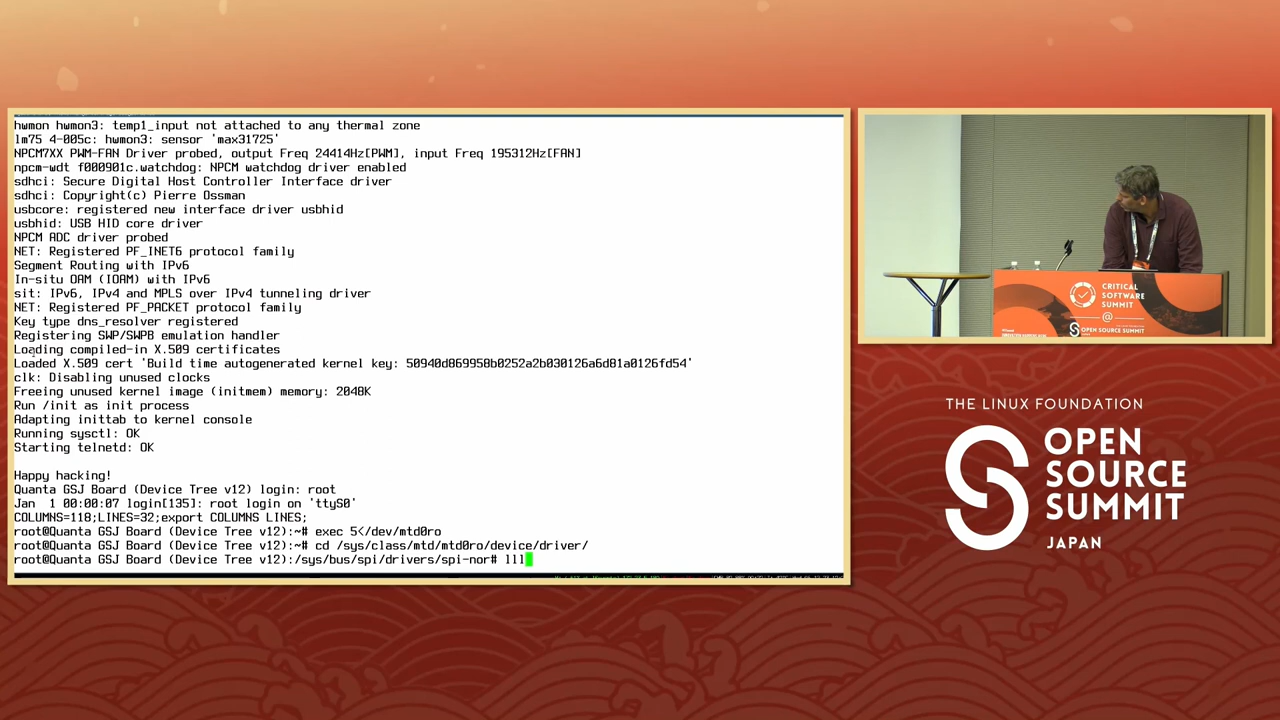 hwmon hwmon3: temp1_input not attached to any thermal zone
lm75 4-005c: hwmon3: sensor 'max31725'
NPCM7XX PWM-FAN Driver probed, output Freq 24414Hz[PWM], input Freq 195312Hz[FAN]
npcm-wdt f000901c.watchdog: NPCM watchdog driver enabled
sdhci: Secure Digital Host Controller Interface driver
sdhci: Copyright(c) Pierre Ossman
usbcore: registered new interface driver usbhid
usbhid: USB HID core driver
NPCM ADC driver probed
NET: Registered PF_INET6 protocol family
Segment Routing with IPv6
In-situ OAM (IOAM) with IPv6
sit: IPv6, IPv4 and MPLS over IPv4 tunneling driver
NET: Registered PF_PACKET protocol family
Key type dns_resolver registered
Registering SWP/SWPB emulation handler
Loading compiled-in X.509 certificates
Loaded X.509 cert 'Build time autogenerated kernel key: 50940d869958b0252a2b030126a6d81a0126fd54'
clk: Disabling unused clocks
Freeing unused kernel image (initmem) memory: 2048K
Run /init as init process
Adapting inittab to kernel console
Running sysctl: OK
Starting telnetd: OK
Happy hacking!
Quanta GSJ Board (Device Tree v12) login: root
Jan  1 00:00:07 login[135]: root login on 'ttyS0'
COLUMNS=118;LINES=32;export COLUMNS LINES;
root@Quanta GSJ Board (Device Tree v12):~# exec 5</dev/mtd0ro
root@Quanta GSJ Board (Device Tree v12):~# cd /sys/class/mtd/mtd0ro/device/driver/
root@Quanta GSJ Board (Device Tree v12):/sys/bus/spi/drivers/spi-nor# lll
CRITICAL
SOFTWARE
SUMMIT
@
OPEN SOURCE SUMMIT
THE LINUX FOUNDATION
OPEN
SOURCE
SUMMIT
JAPAN